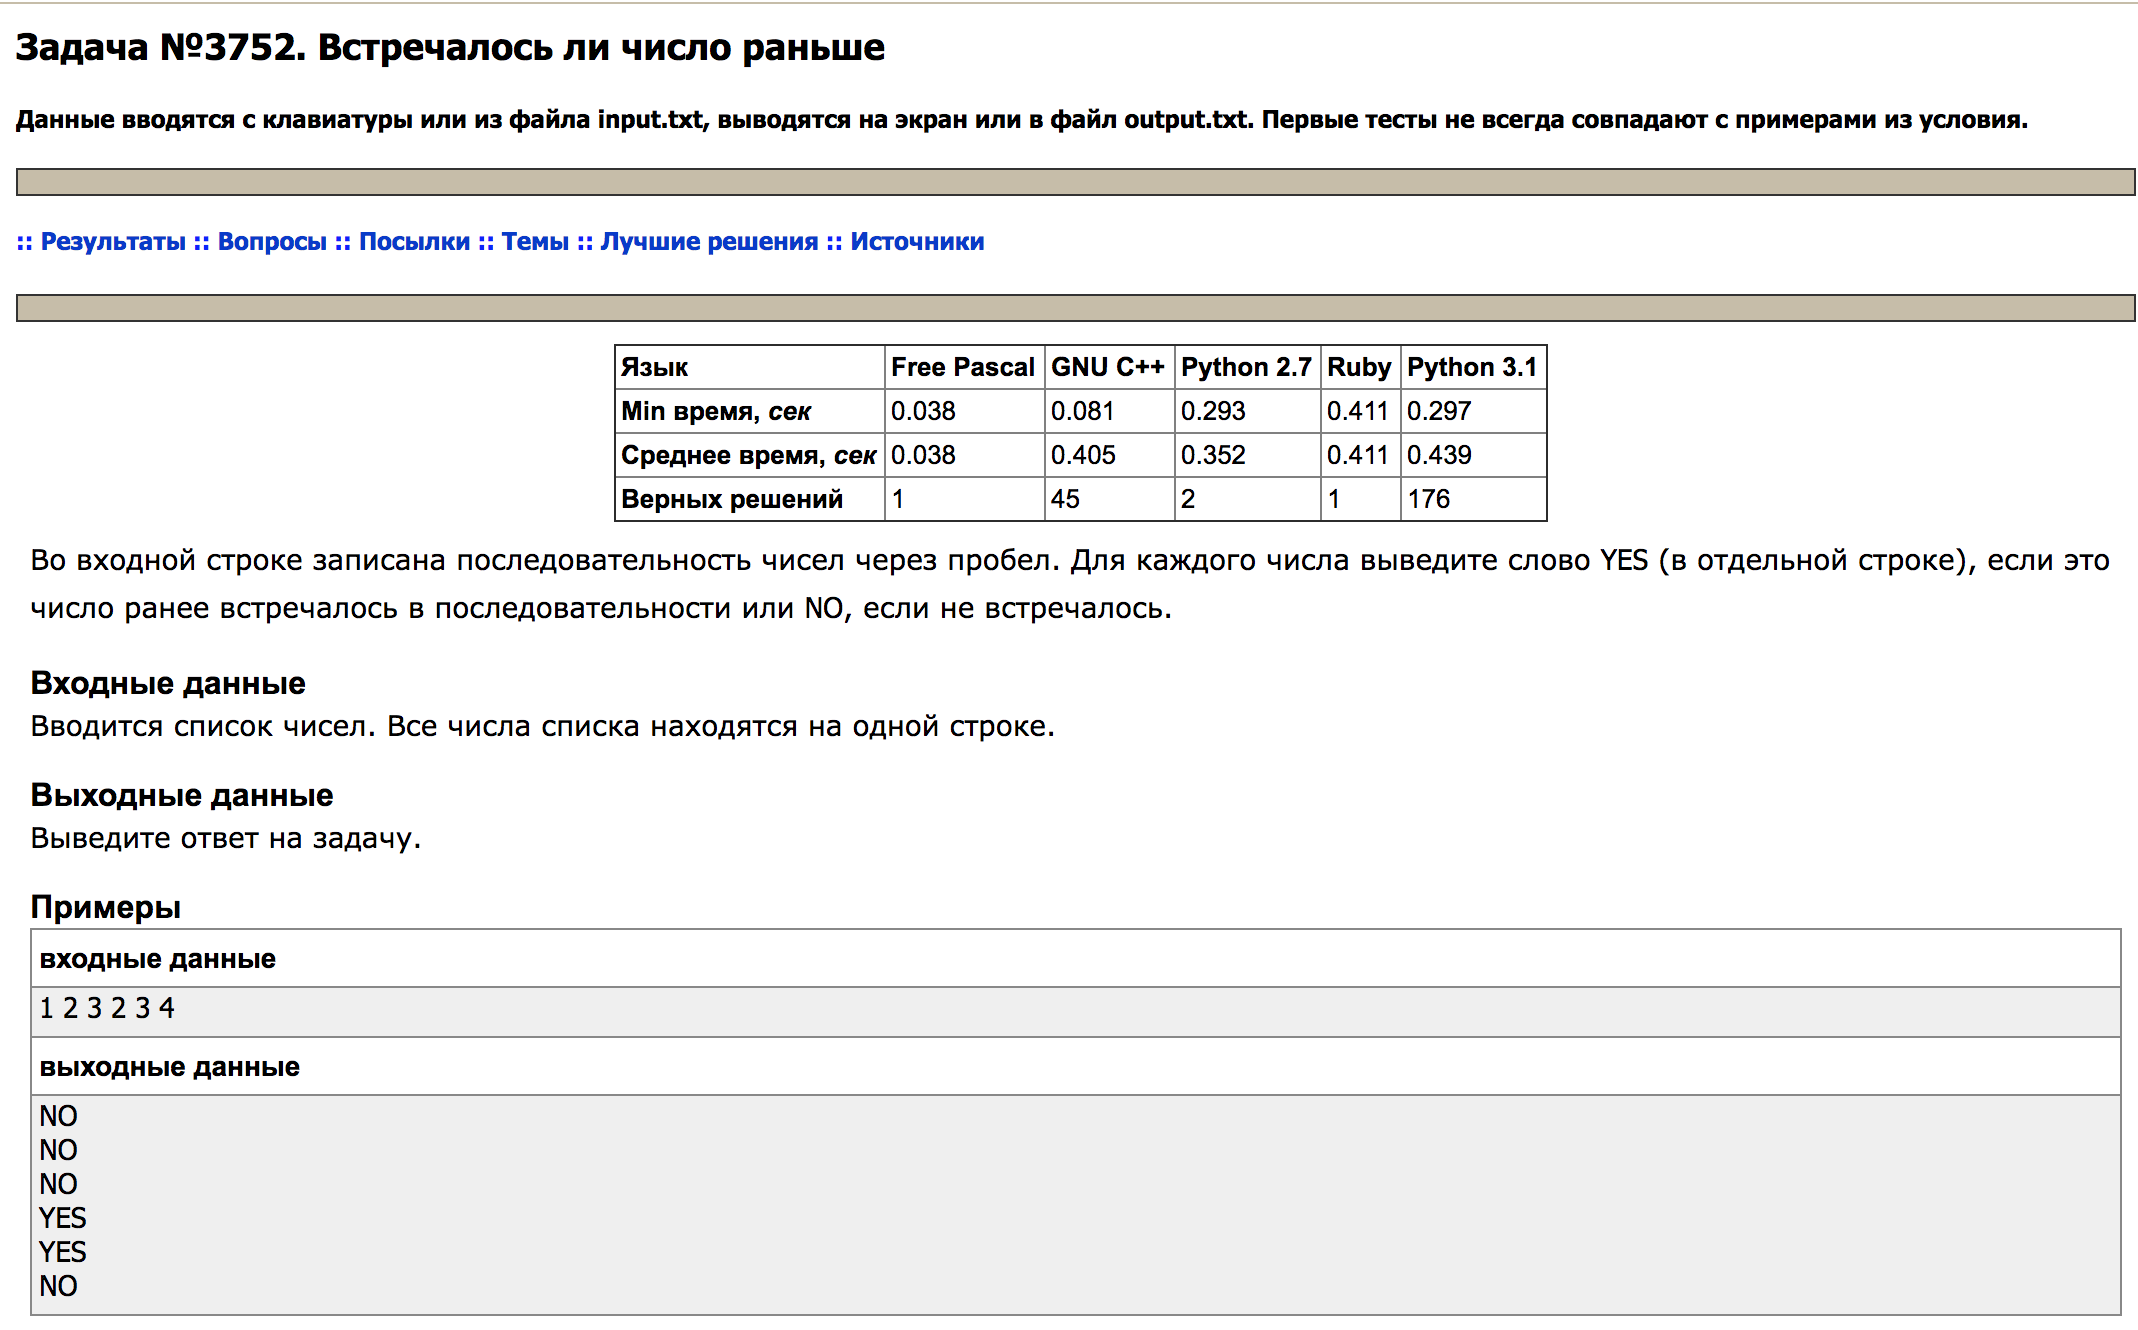 Задача №3752. Встречалось ли число раньше
Данные вводятся с клавиатуры или из файла input.txt, выводятся на экран или в файл output.txt. Первые тесты не всегда совпадают с примерами из условия.
:: Результаты :: Вопросы :: Посылки :: Темы :: Лучшие решения :: Источники
Язык Free Pascal GNU C++ Python 2.7 Ruby Python 3.1
Min время, сек 0.038 0.081 0.293 0.411 0.297
Среднее время, сек 0.038 0.405 0.352 0.411 0.439
Верных решений 1 45 2 1 176
Во входной строке записана последовательность чисел через пробел. Для каждого числа выведите слово YES (в отдельной строке), если это
число ранее встречалось в последовательности или NO, если не встречалось.
Входные данные
Вводится список чисел. Все числа списка находятся на одной строке.
Выходные данные
Выведите ответ на задачу.
Примеры
входные данные
1 2 3 2 3 4
выходные данные
NO
NO
NO
YES
YES
NO